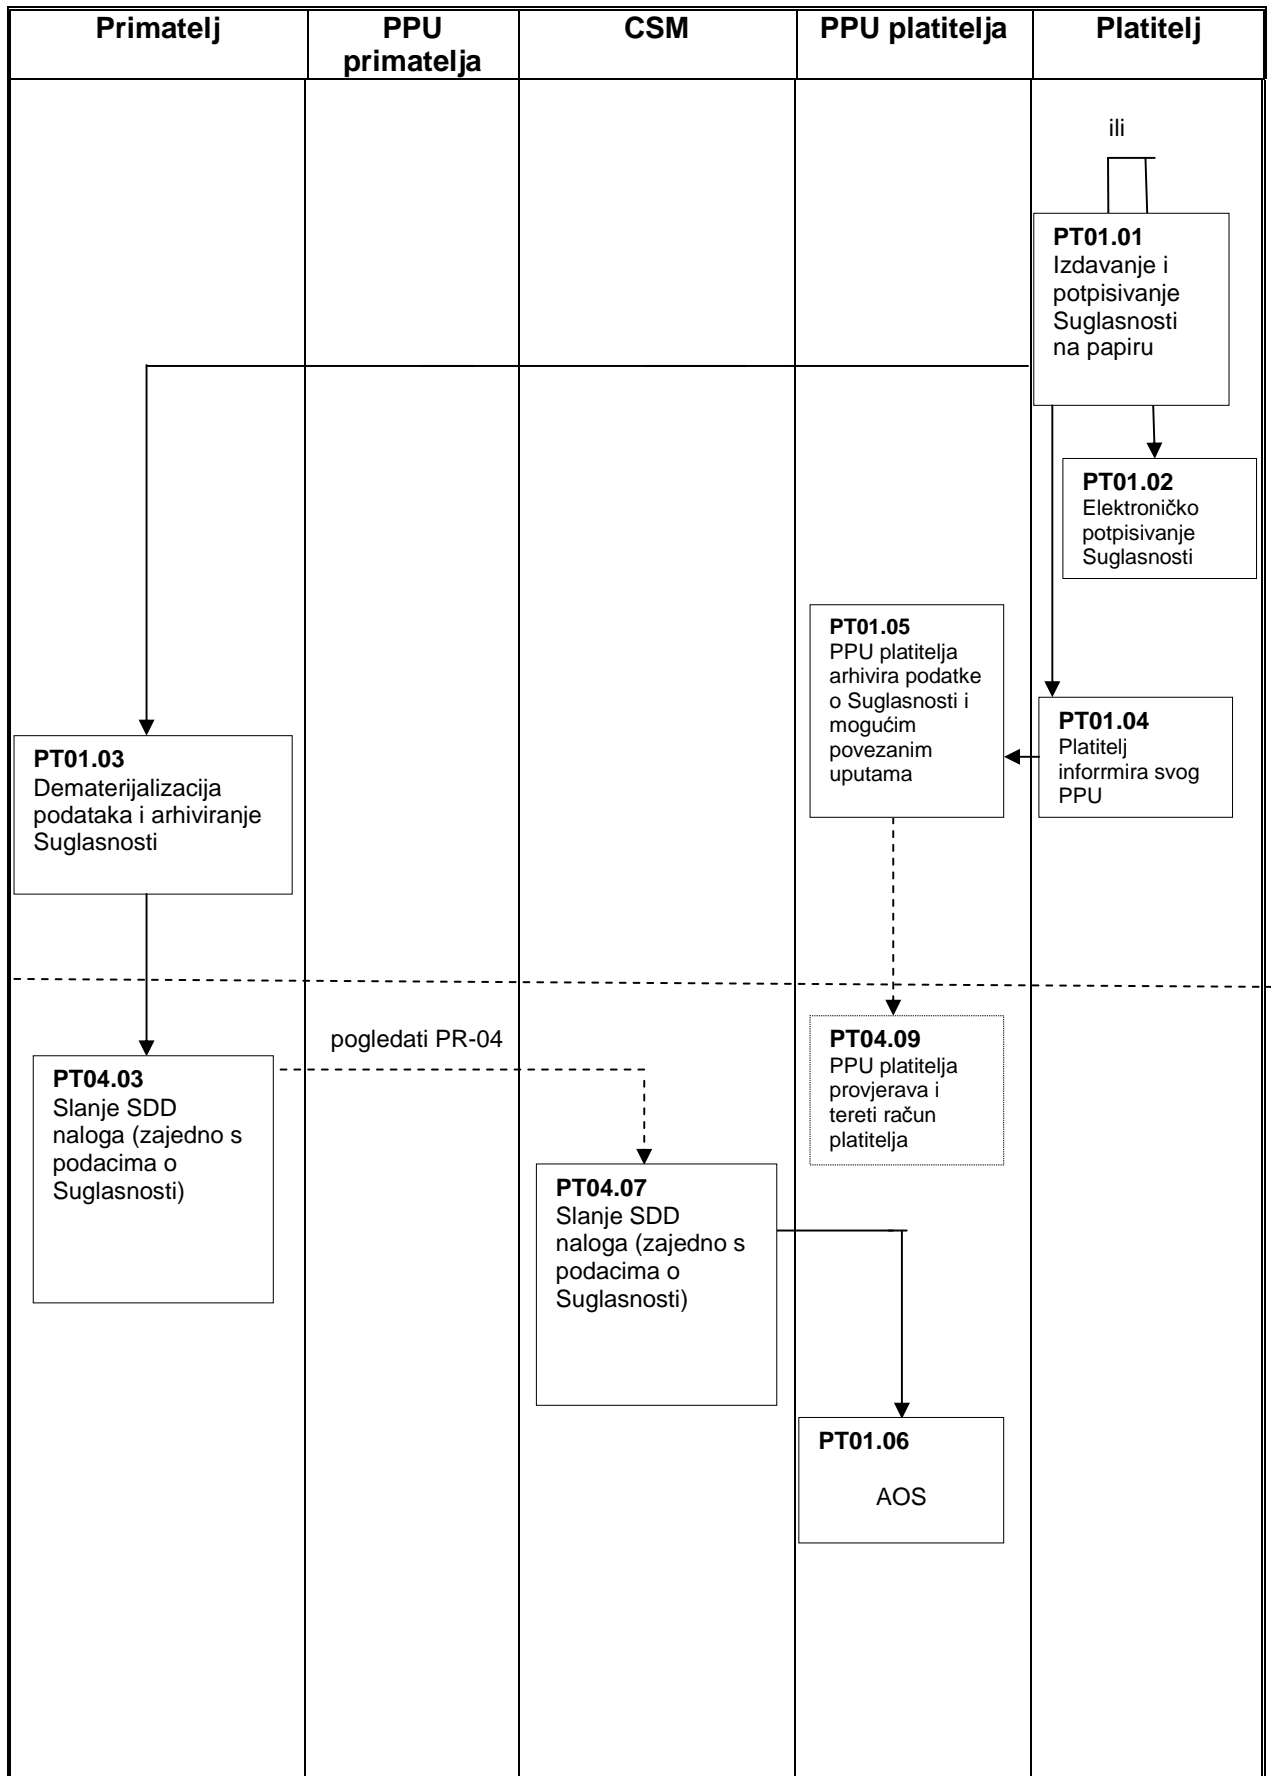 Primatelj
PPU
primatelja
CSM
PPU platitelja
Platitelj
ili
PT01.01
Izdavanje i
potpisivanje
Suglasnosti
na papiru
PT01.02
Elektroničko
potpisivanje
Suglasnosti
PT01.05
PPU platitelja
arhivira podatke
o Suglasnosti i
mogućim
povezanim
uputama
PT01.04
Platitelj
inforrmira svog
PPU
PT01.03
Dematerijalizacija
podataka i arhiviranje
Suglasnosti
pogledati PR-04
PT04.09
PPU platitelja
provjerava i
tereti račun
platitelja
PT04.03
Slanje SDD
naloga (zajedno s
podacima o
Suglasnosti)
PT04.07
Slanje SDD
naloga (zajedno s
podacima o
Suglasnosti)
PT01.06
AOS